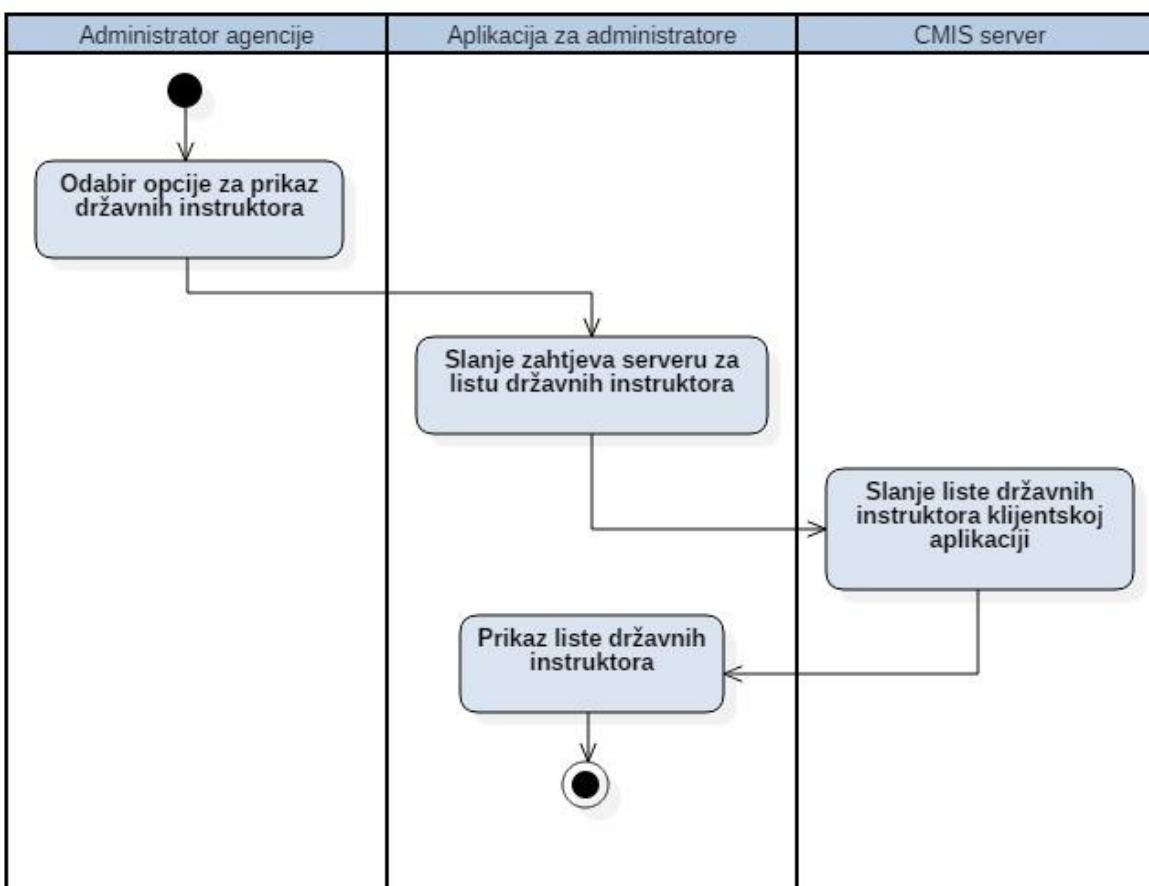 Administrator agencije
Aplikacija za administratore
CMIS server
Odabir opcije za prikaz
državnih instruktora
Slanje zahtjeva serveru za
listu državnih instruktora
Slanje liste državnih
instruktora klijentskoj
aplikaciji
Prikaz liste državnih
instruktora